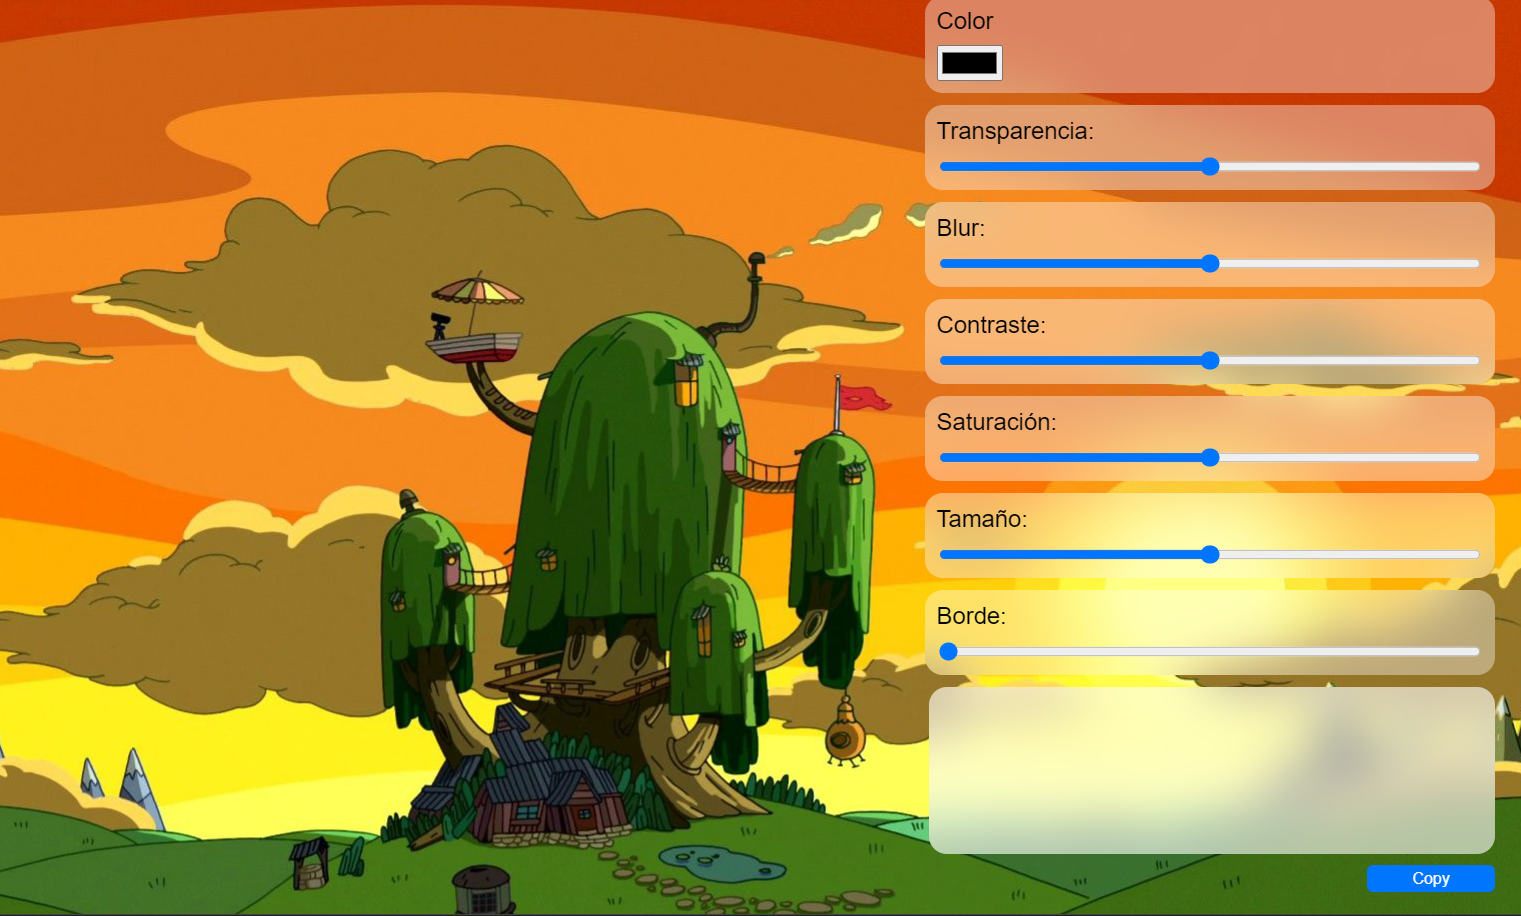 Color
Transparencia:
Blur:
Contraste:
Saturación:
Tamaño:
Borde:
Copy